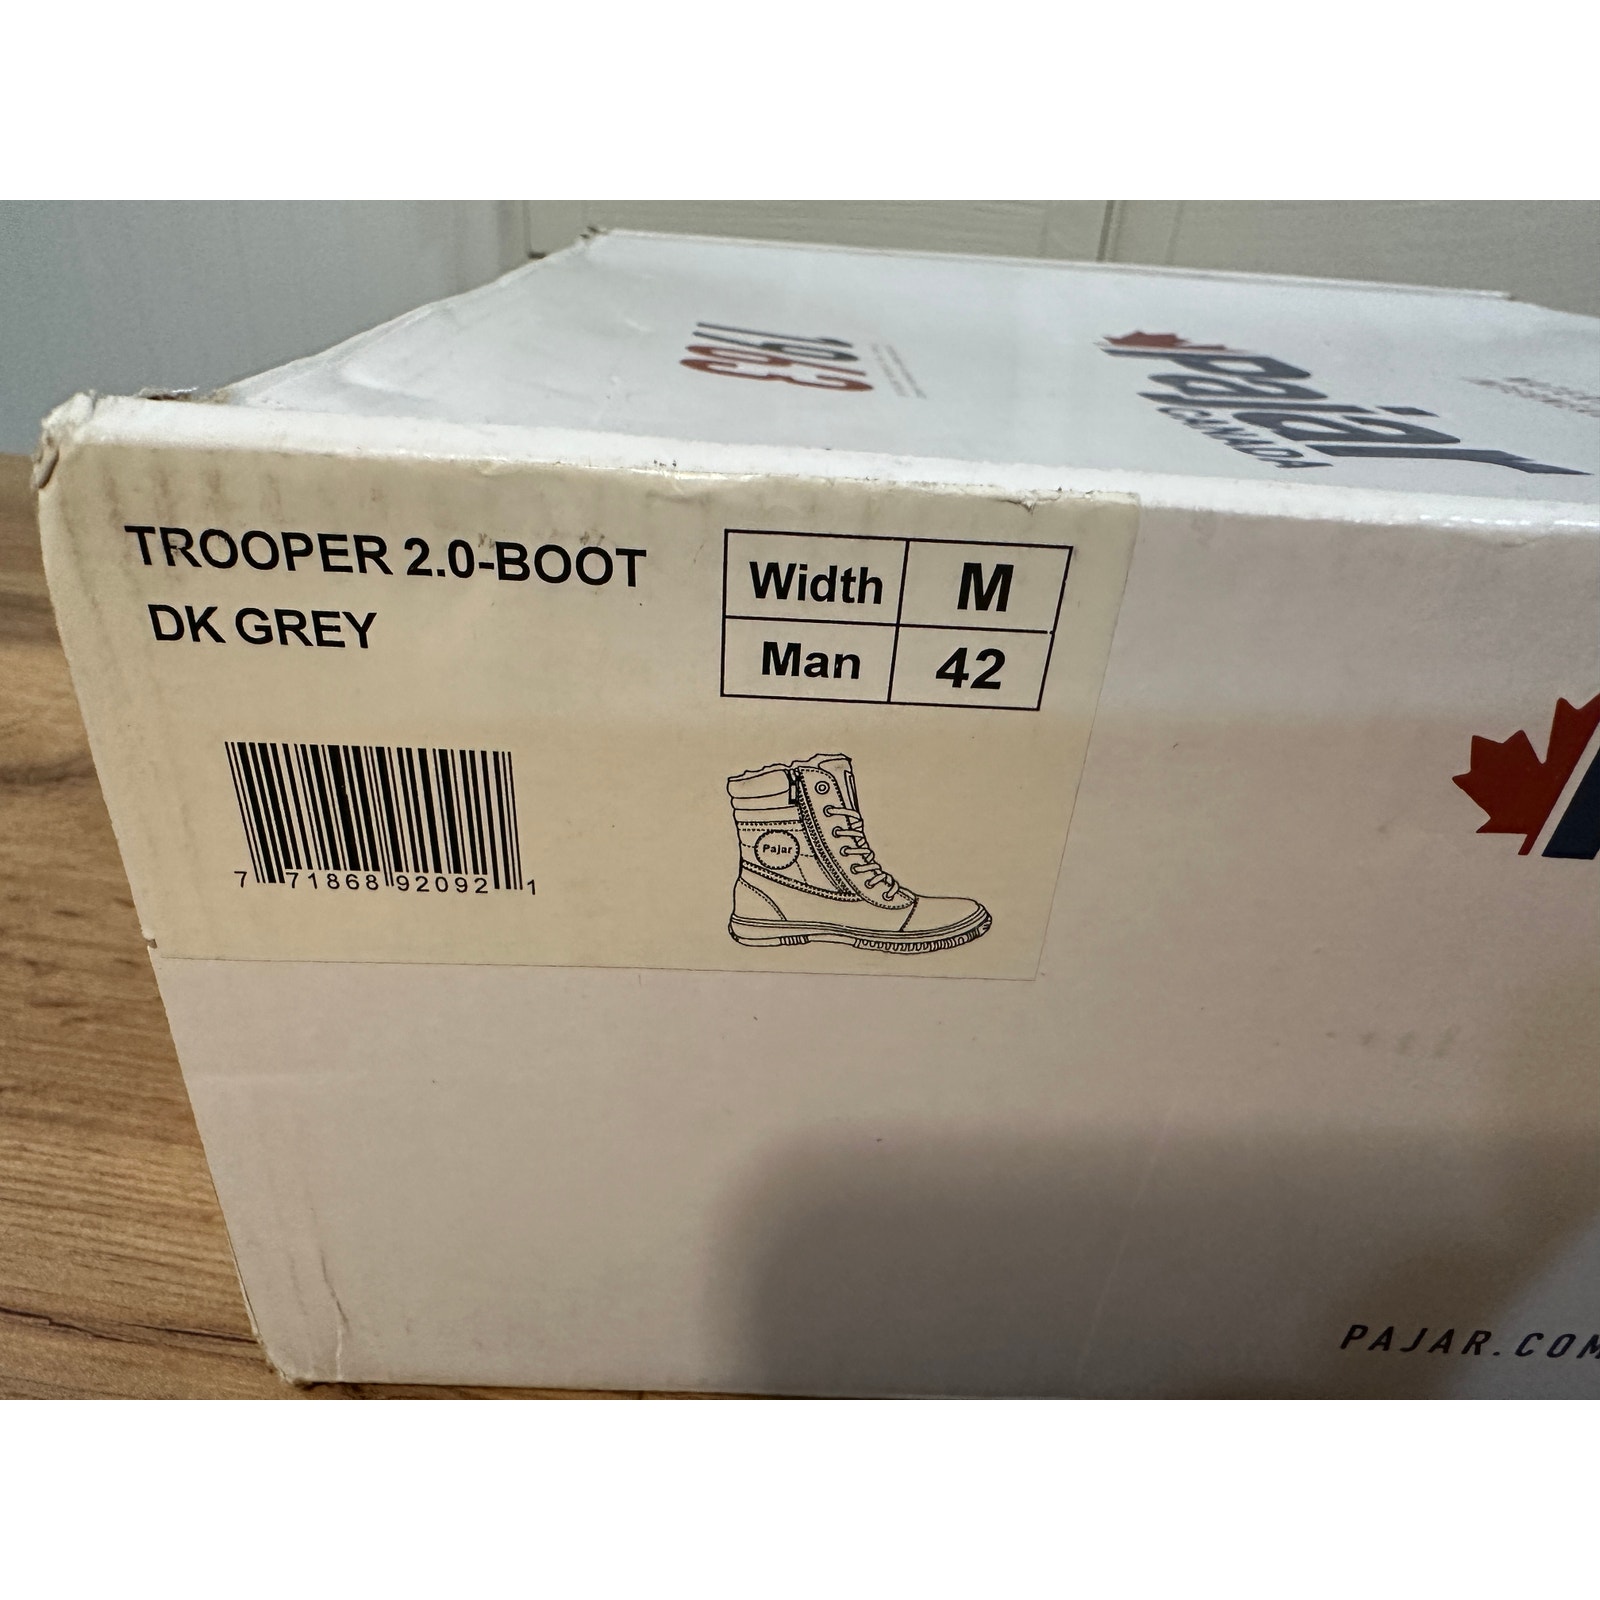 1963
Pajar
CANADA
TROOPER 2.0-BOOT
DK GREY
Width M
Man 42
Pajar
7 71868 92092 1
PAJAR.COM